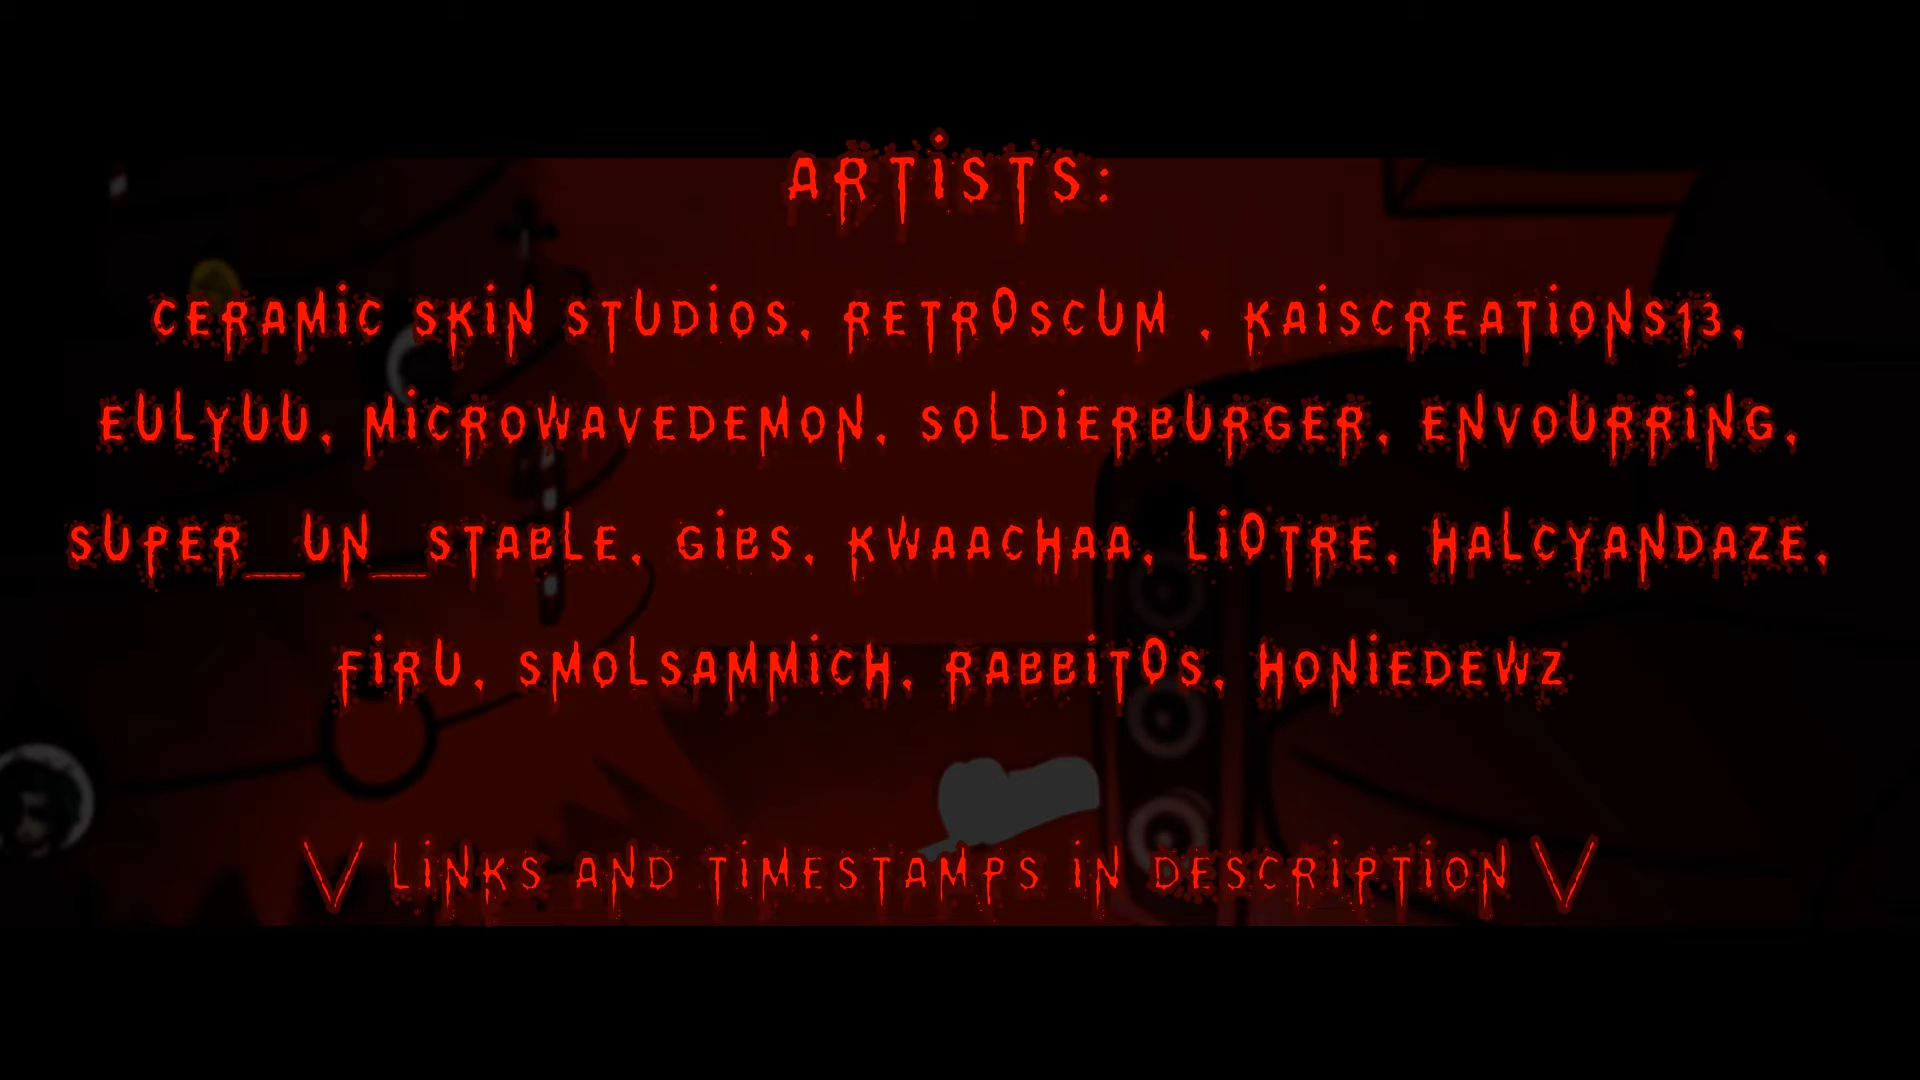 ARTiSTS:
CERAMiC SKiN STUDiOS, RETROSCUM , KAiSCREATiONS13,
EULYUU, MiCROWAVEDEMON, SOLDiERBURGER, ENVOURRiNG,
SUPER_UN_STABLE, GiBS, KWAACHAA, LiOTRE, HALCYANDAZE,
FiRU, SMOLSAMMiCH, RABBiTOS, HONiEDEWZ
V LiNKS AND TiMESTAMPS iN DESCRiPTiON V